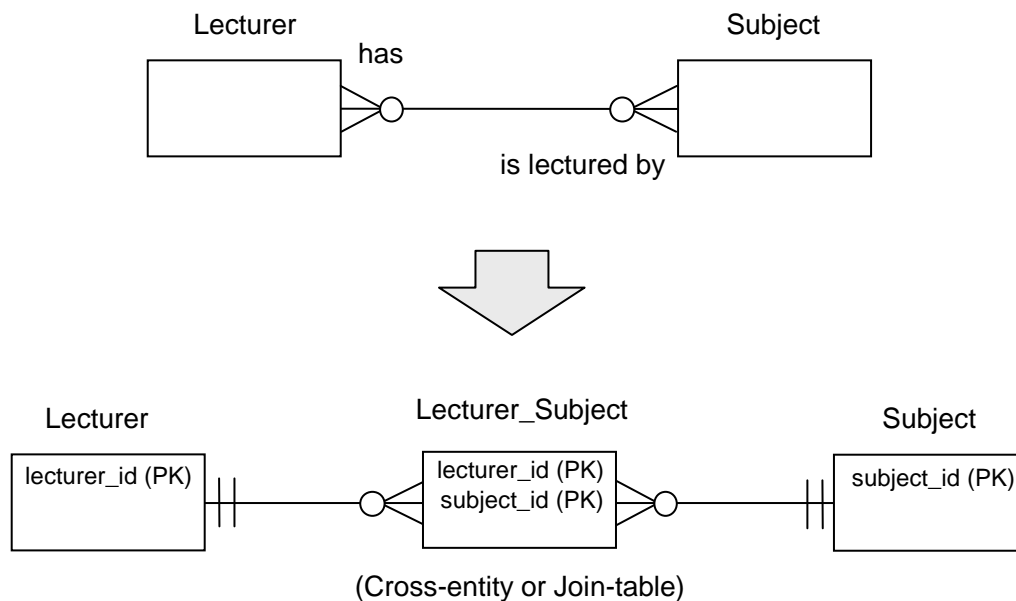 Lecturer
Subject
has
is lectured by
Lecturer
Lecturer_Subject
Subject
lecturer_id (PK)
lecturer_id (PK)
subject_id (PK)
subject_id (PK)
(Cross-entity or Join-table)